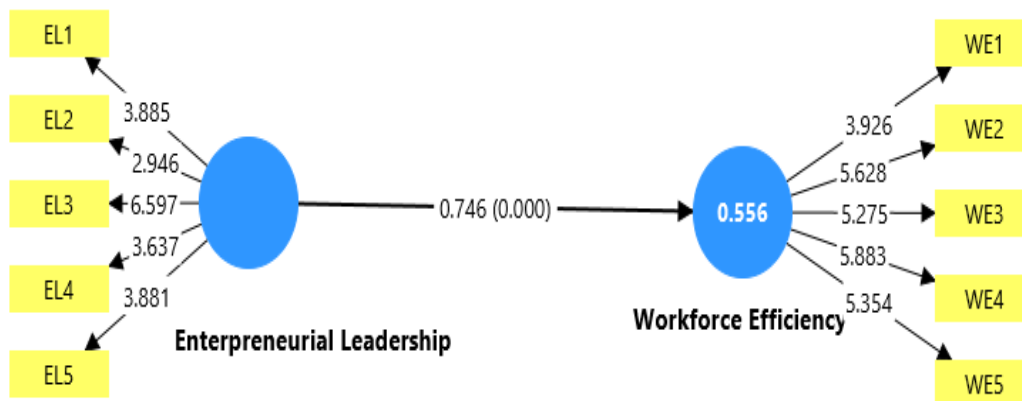 EL1
EL2
EL3
EL4
EL5
3.885
2.946
6.597
3.637
3.881
Enterpreneurial Leadership
0.746 (0.000)
0.556
Workforce Efficiency
3.926
5.628
5.275
5.883
5.354
WE1
WE2
WE3
WE4
WE5